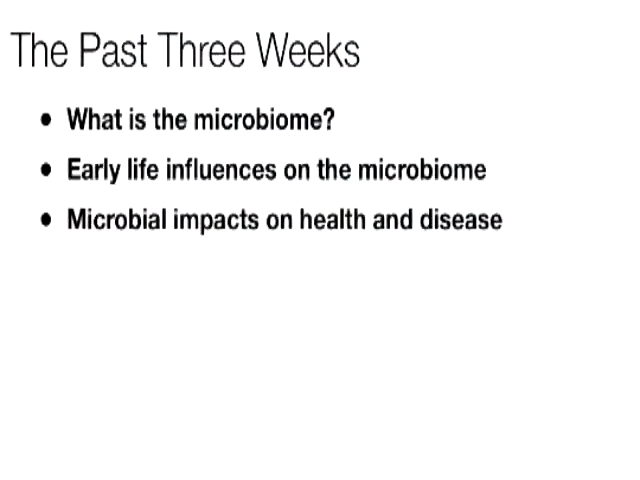 The Past Three Weeks
• What is the microbiome?
• Early life influences on the microbiome
• Microbial impacts on health and disease